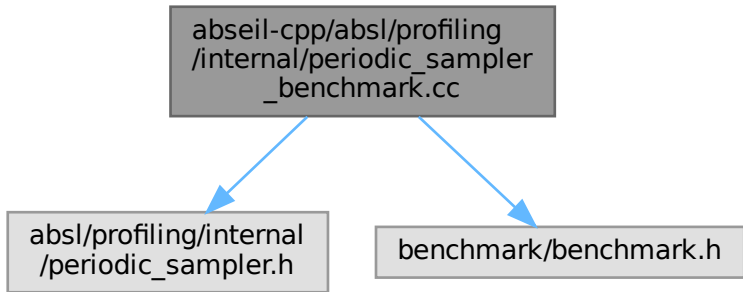 abseil-cpp/absl/profiling
/internal/periodic_sampler
_benchmark.cc
absl/profiling/internal
/periodic_sampler.h
benchmark/benchmark.h